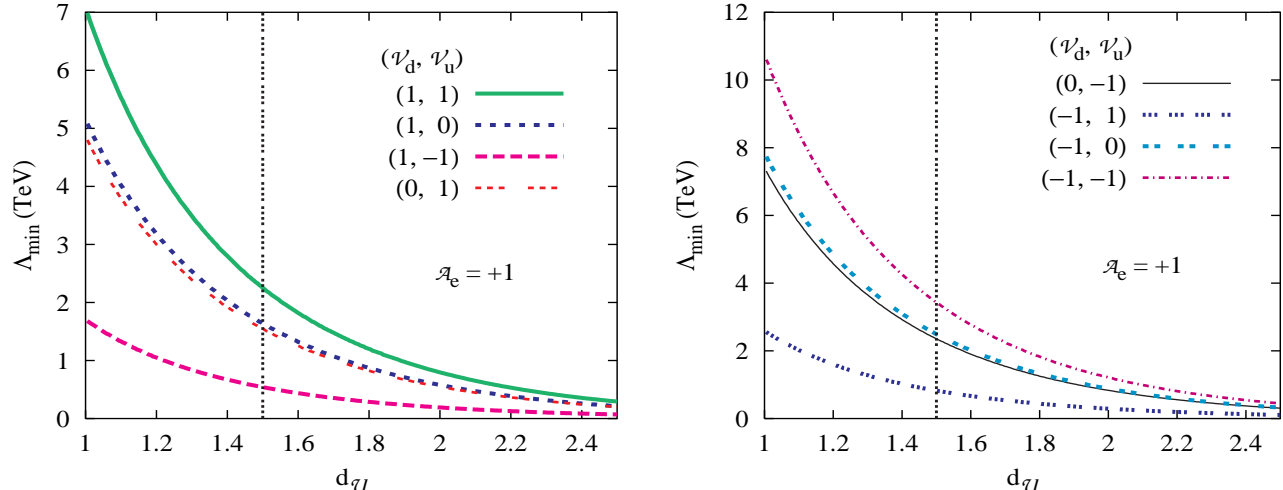 7
6
5
4
3
2
1
0
Λmin (TeV)
(𝒱d, 𝒱u)
(1, 1)
(1, 0)
(1, −1)
(0, 1)
𝒜e = +1
1 1.2 1.4 1.6 1.8 2 2.2 2.4
d𝒰
12
10
8
6
4
2
0
Λmin (TeV)
(𝒱d, 𝒱u)
(0, −1)
(−1, 1)
(−1, 0)
(−1, −1)
𝒜e = +1
1 1.2 1.4 1.6 1.8 2 2.2 2.4
d𝒰